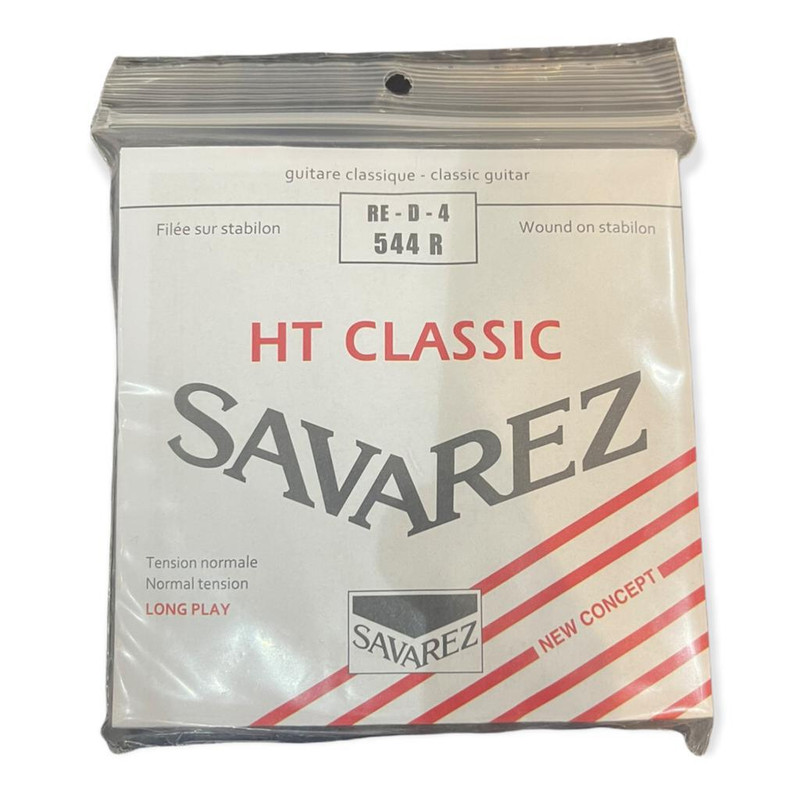 guitare classique - classic guitar
RE - D - 4
544 R
Filée sur stabilon
Wound on stabilon
HT CLASSIC
SAVAREZ
Tension normale
Normal tension
LONG PLAY
SAVAREZ
NEW CONCEPT